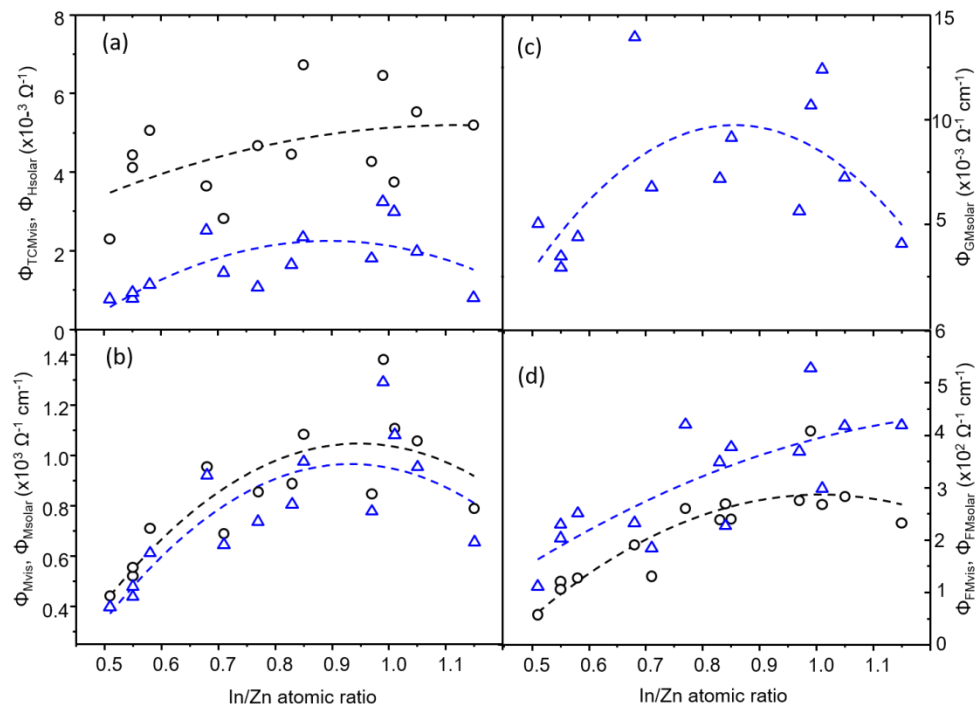 (a)
8
6
4
2
0
Φ_TCMvis, Φ_Hsolar (x10-³ Ω⁻¹)
(c)
15
10
5
Φ_GMsolar (x10⁻³ Ω⁻¹ cm⁻¹)
(b)
1.4
1.2
1.0
0.8
0.6
0.4
Φ_Mvis, Φ_Msolar (x10³ Ω⁻¹ cm⁻¹)
0.5 0.6 0.7 0.8 0.9 1.0 1.1
In/Zn atomic ratio
(d)
6
5
4
3
2
1
0
Φ_FMvis, Φ_FMsolar (x10² Ω⁻¹ cm⁻¹)
0.5 0.6 0.7 0.8 0.9 1.0 1.1
In/Zn atomic ratio